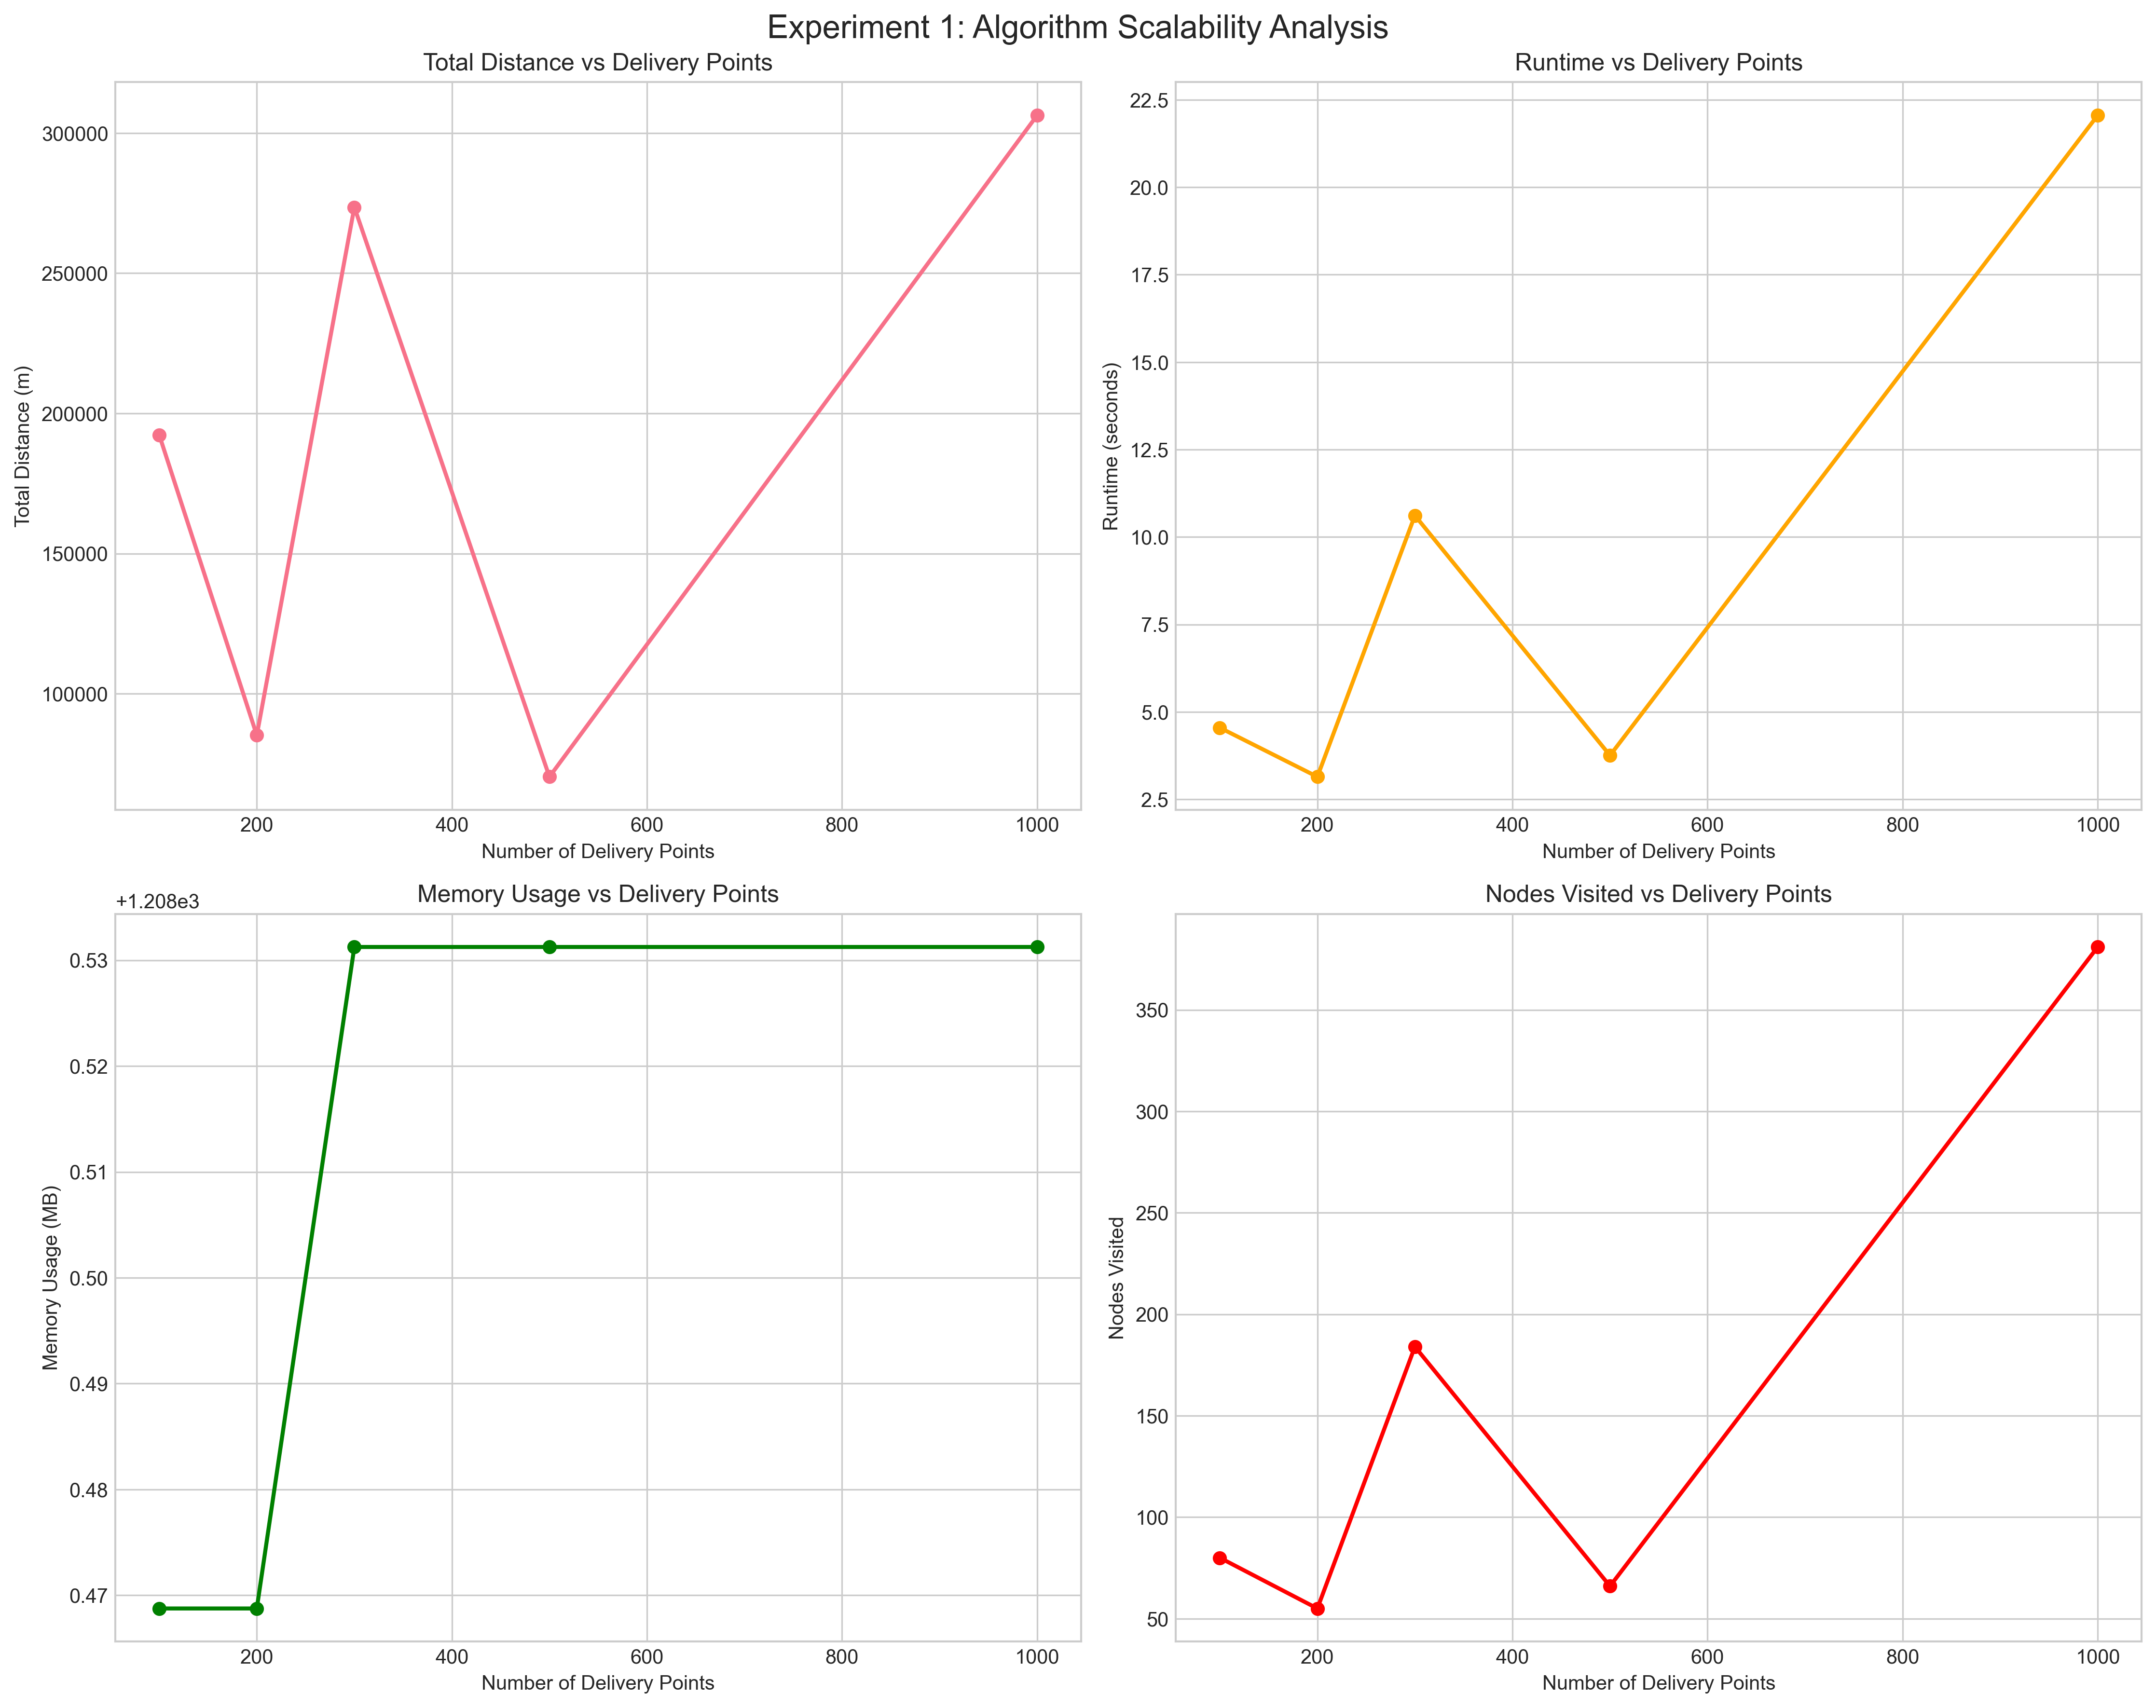 Experiment 1: Algorithm Scalability Analysis
Total Distance vs Delivery Points
300000
250000
200000
150000
100000
Total Distance (m)
200 400 600 800 1000
Number of Delivery Points
Runtime vs Delivery Points
22.5
20.0
17.5
15.0
12.5
10.0
7.5
5.0
2.5
Runtime (seconds)
200 400 600 800 1000
Number of Delivery Points
Memory Usage vs Delivery Points
+1.208e3
0.53
0.52
0.51
0.50
0.49
0.48
0.47
Memory Usage (MB)
200 400 600 800 1000
Number of Delivery Points
Nodes Visited vs Delivery Points
350
300
250
200
150
100
50
Nodes Visited
200 400 600 800 1000
Number of Delivery Points